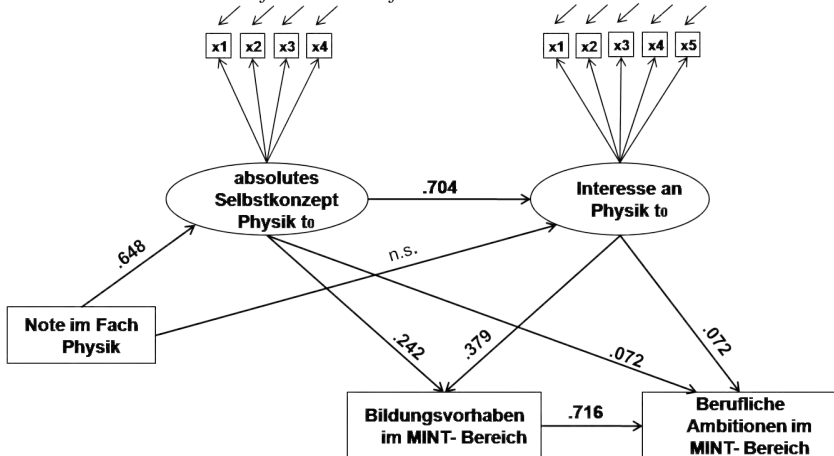 x1 x2 x3 x4
x1 x2 x3 x4 x5
absolutes
Selbstkonzept
Physik t0
.704
Interesse an
Physik t0
.648
n.s.
Note im Fach
Physik
.242
.379
.072
.072
Bildungsvorhaben
im MINT- Bereich
.716
Berufliche
Ambitionen im
MINT- Bereich